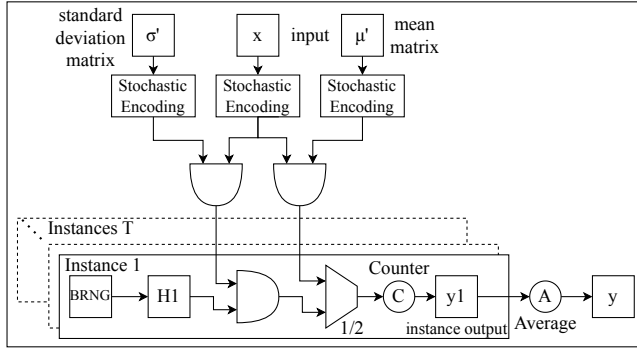 standard
deviation
matrix
σ'
x
input
μ'
mean
matrix
Stochastic
Encoding
Stochastic
Encoding
Stochastic
Encoding
Instances T
Instance 1
BRNG
H1
1/2
Counter
C
y1
instance output
A
Average
y